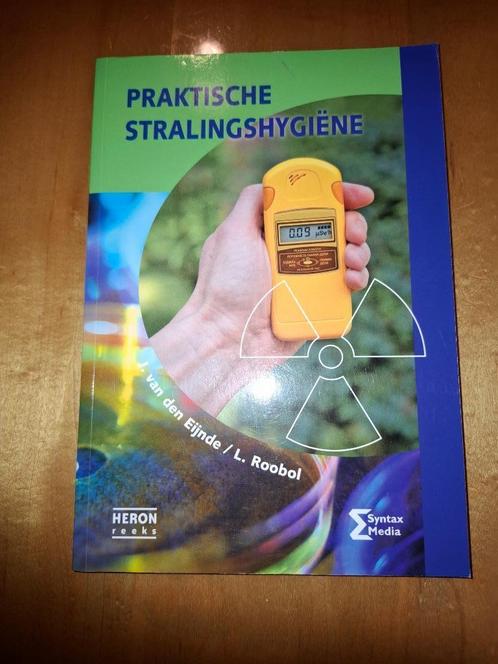 PRAKTISCHE
STRALINGSHYGIËNE
0.09 µSv/h
J. van den Eijnde / L. Roobol
HERON
reeks
Syntax
Media